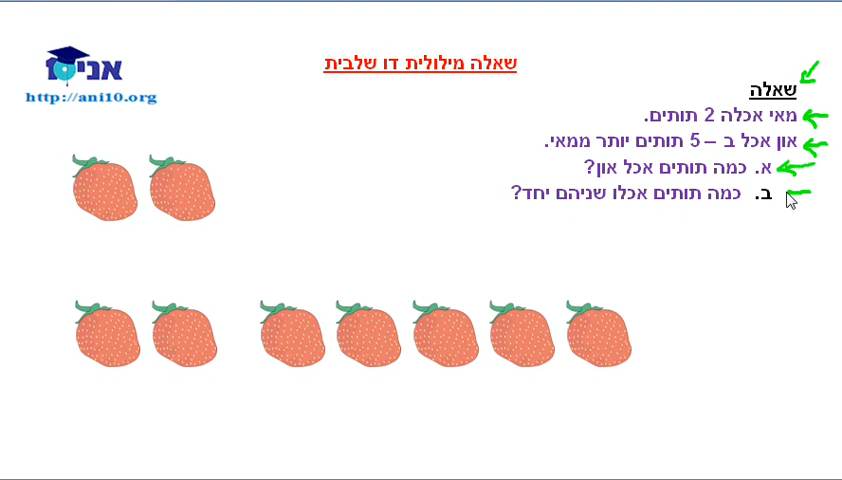 אני10
http://ani10.org
שאלה מילולית דו שלבית
שאלה
מאי אכלה 2 תותים.
און אכל ב – 5 תותים יותר ממאי.
א. כמה תותים אכל און?
ב. כמה תותים אכלו שניהם יחד?